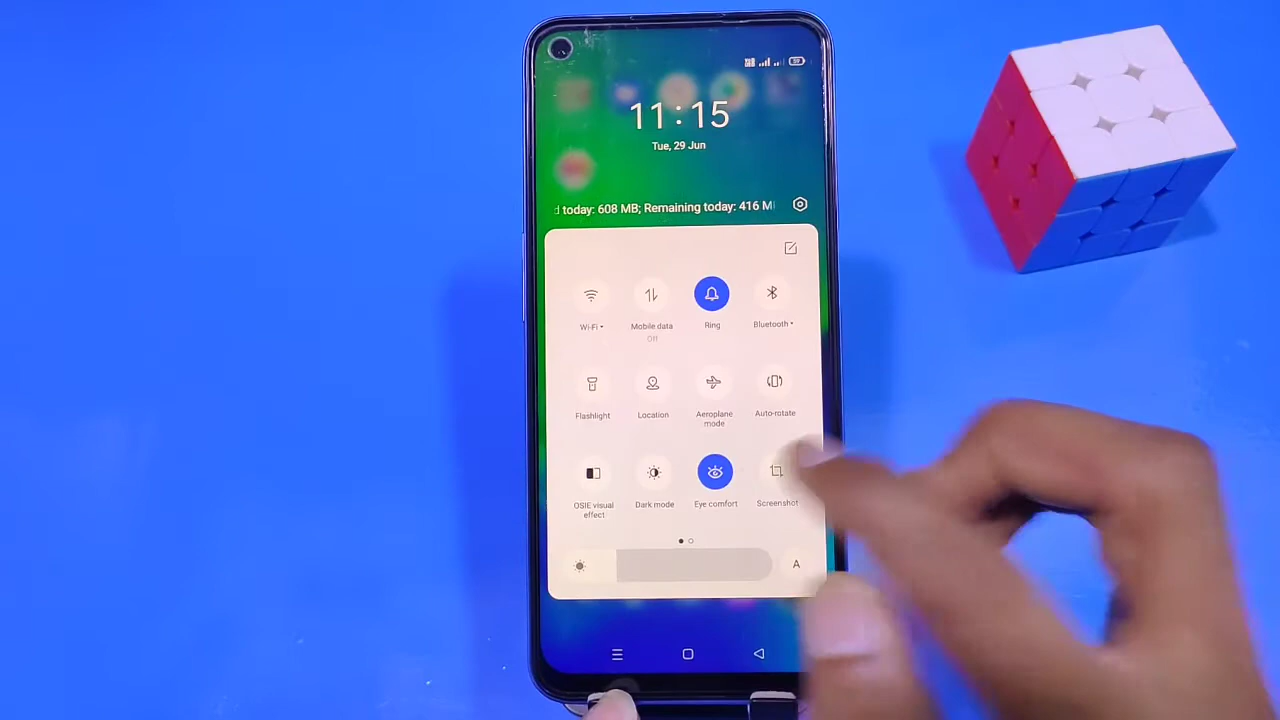 11:15
Tue, 29 Jun
d today: 608 MB; Remaining today: 416 M
Wi-Fi
Mobile data
Off
Ring
Bluetooth
Flashlight
Location
Aeroplane mode
Auto-rotate
OSIE visual effect
Dark mode
Eye comfort
Screenshot
A